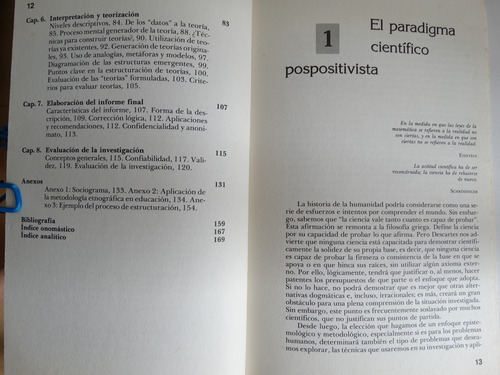 12
Cap. 6. Interpretación y teorización 83
Niveles descriptivos, 84. De los "datos" a la teoría,
85. Proceso mental generador de la teoría, 88. ¿Téc-
nicas para construir teorías?, 90. Utilización de teo-
rías ya existentes, 92. Generación de teorías origina-
les, 93. Uso de analogías, metáforas y modelos, 97.
Diagramación de las estructuras emergentes, 99.
Puntos clave en la estructuración de teorías, 100.
Evaluación de las "teorías" formuladas, 103. Crite-
rios para evaluar teorías, 105.
Cap. 7. Elaboración del informe final 107
Características del informe, 107. Forma de la des-
cripción, 109. Corrección lógica, 112. Aplicaciones
y recomendaciones, 112. Confidencialidad y anoni-
mato, 113.
Cap. 8. Evaluación de la investigación 115
Conceptos generales, 115. Confiabilidad, 117. Vali-
dez, 119. Evaluación de la investigación, 120.
Anexos 131
Anexo 1: Sociograma, 133. Anexo 2: Aplicación de
la metodología etnográfica en educación, 134. Ane-
xo 3: Ejemplo del proceso de estructuración, 154.
Bibliografía 159
Índice onomástico 167
Índice analítico 169
1
El paradigma
científico
pospositivista
En la medida en que las leyes de la
matemática se refieren a la realidad no
son ciertas, y en la medida en que son
ciertas no se refieren a la realidad.
EINSTEIN
La actitud científica ha de ser
reconstruida; la ciencia ha de rehacerse
de nuevo.
SCHRÖDINGER
La historia de la humanidad podría considerarse como una se-
rie de esfuerzos e intentos por comprender el mundo. Sin embargo,
sabemos que "la ciencia vale tanto cuanto es capaz de probar".
Esta afirmación se remonta a la filosofía griega. Define la ciencia
por su capacidad de probar lo que afirma. Pero Descartes nos ad-
vierte que ninguna ciencia está capacitada para demostrar científica-
mente la solidez de su propia base, es decir, que ninguna ciencia
es capaz de probar la firmeza o consistencia de la base en que se
apoya o en que hinca sus raíces, sin utilizar algún axioma exter-
no. Por ello, lógicamente, tendrá que justificar o, al menos, hacer
patentes los presupuestos de que parte o el enfoque que adopta.
Si no lo hace, no podrá demostrar que es mejor que otras alter-
nativas dogmáticas e, incluso, irracionales; es más, creará un gran
obstáculo para una plena comprensión de la situación investigada.
Sin embargo, este punto es frecuentemente soslayado por muchos
científicos, que no justifican sus puntos de partida.
Desde luego, la elección que hagamos de un enfoque episte-
mológico y metodológico, especialmente si es para los problemas
humanos, determinará también el tipo de problemas que desea-
mos explorar, las técnicas que usaremos en su investigación y apli-
13